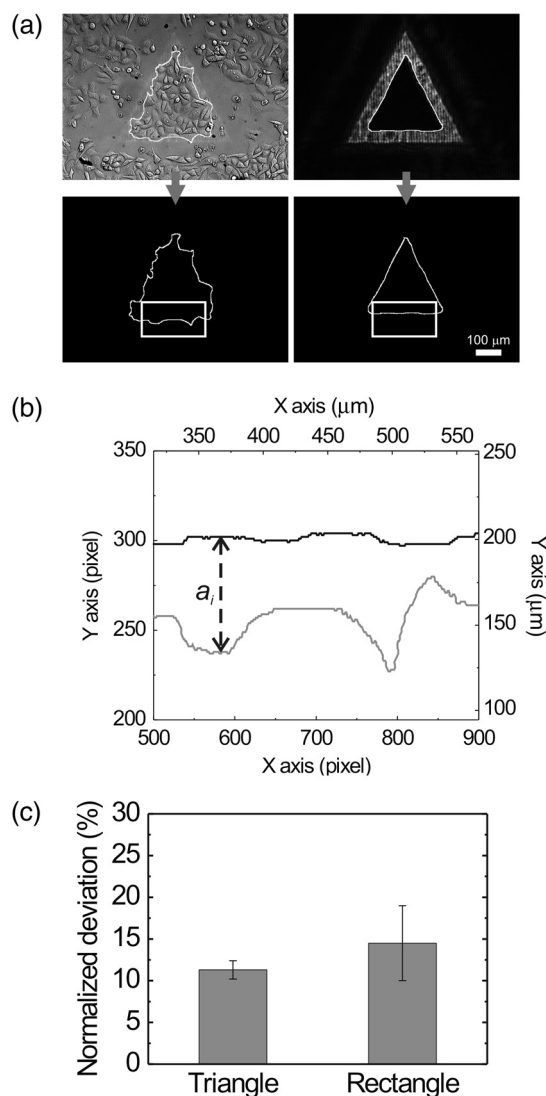 (a)
100 μm
(b)
X axis (μm)
350 400 450 500 550
350
300
250
200
Y axis (pixel)
aᵢ
250
200
150
100
Y axis (μm)
500 600 700 800 900
X axis (pixel)
(c)
Normalized deviation (%)
30
25
20
15
10
5
0
Triangle Rectangle